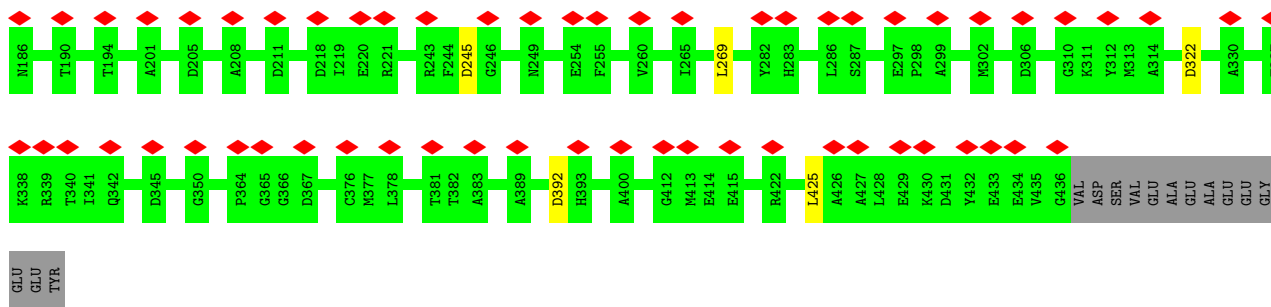 N186 T190 T194 A201 D205 A208 D211 D218 I219 E220 R221 R243 F244 D245 G246 N249 E254 F255 V260 I265 L269 Y282 H283 L286 S287 E297 P298 A299 M302 D306 G310 K311 Y312 M313 A314 D322 A330
K338 R339 T340 I341 Q342 D345 G350 P364 G365 G366 D367 C376 M377 L378 T381 T382 A383 A389 D392 H393 A400 G412 M413 E414 E415 R422 L425 A426 A427 L428 E429 K430 D431 Y432 E433 E434 V435 G436 VAL ASP SER VAL GLU ALA GLU ALA GLU GLU GLY
GLU GLU TYR